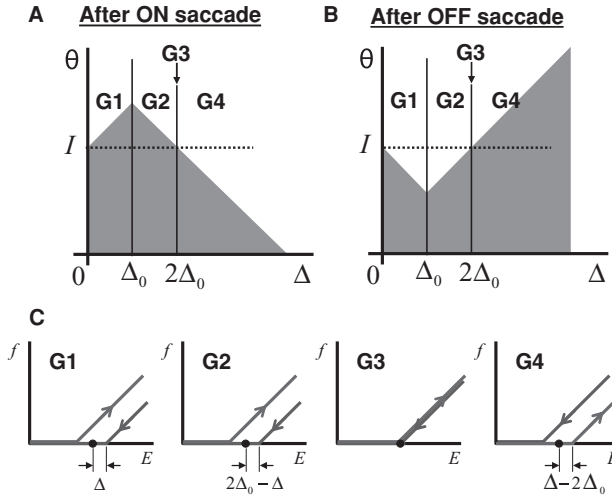 A After ON saccade
B After OFF saccade
θ
G3
G1 G2 G4
I
0 Δ₀ 2Δ₀ Δ
θ
G3
G1 G2 G4
I
0 Δ₀ 2Δ₀ Δ
C
f G1
E
Δ
f G2
E
2Δ₀ − Δ
f G3
E
f G4
E
Δ − 2Δ₀